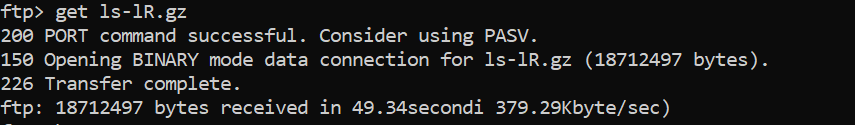 ftp> get ls-lR.gz
200 PORT command successful. Consider using PASV.
150 Opening BINARY mode data connection for ls-lR.gz (18712497 bytes).
226 Transfer complete.
ftp: 18712497 bytes received in 49.34secondi 379.29Kbyte/sec)